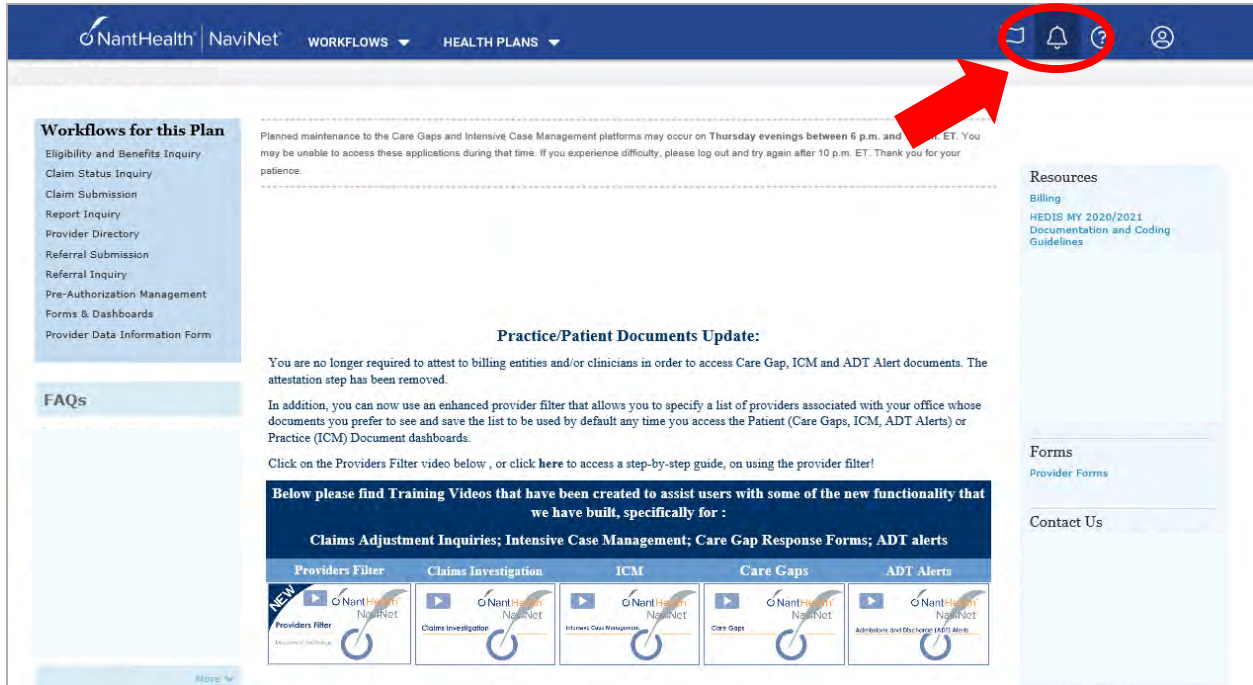 NantHealth® NaviNet®
WORKFLOWS
HEALTH PLANS
Workflows for this Plan
Eligibility and Benefits Inquiry
Claim Status Inquiry
Claim Submission
Report Inquiry
Provider Directory
Referral Submission
Referral Inquiry
Pre-Authorization Management
Forms & Dashboards
Provider Data Information Form
FAQs
More
Planned maintenance to the Care Gaps and Intensive Case Management platforms may occur on Thursday evenings between 6 p.m. and ET. You
may be unable to access these applications during that time. If you experience difficulty, please log out and try again after 10 p.m. ET. Thank you for your
patience.
Practice/Patient Documents Update:
You are no longer required to attest to billing entities and/or clinicians in order to access Care Gap, ICM and ADT Alert documents. The
attestation step has been removed.
In addition, you can now use an enhanced provider filter that allows you to specify a list of providers associated with your office whose
documents you prefer to see and save the list to be used by default any time you access the Patient (Care Gaps, ICM, ADT Alerts) or
Practice (ICM) Document dashboards.
Click on the Providers Filter video below , or click here to access a step-by-step guide, on using the provider filter!
Below please find Training Videos that have been created to assist users with some of the new functionality that
we have built, specifically for :
Claims Adjustment Inquiries; Intensive Case Management; Care Gap Response Forms; ADT alerts
Providers Filter
Claims Investigation
ICM
Care Gaps
ADT Alerts
NEW
NantHealth
NaviNet
Providers Filter
NantHealth
NaviNet
Claims Investigation
NantHealth
NaviNet
Intensive Case Management
NantHealth
NaviNet
Care Gaps
NantHealth
NaviNet
Admissions and Discharge (ADT) Alerts
Resources
Billing
HEDIS MY 2020/2021
Documentation and Coding
Guidelines
Forms
Provider Forms
Contact Us